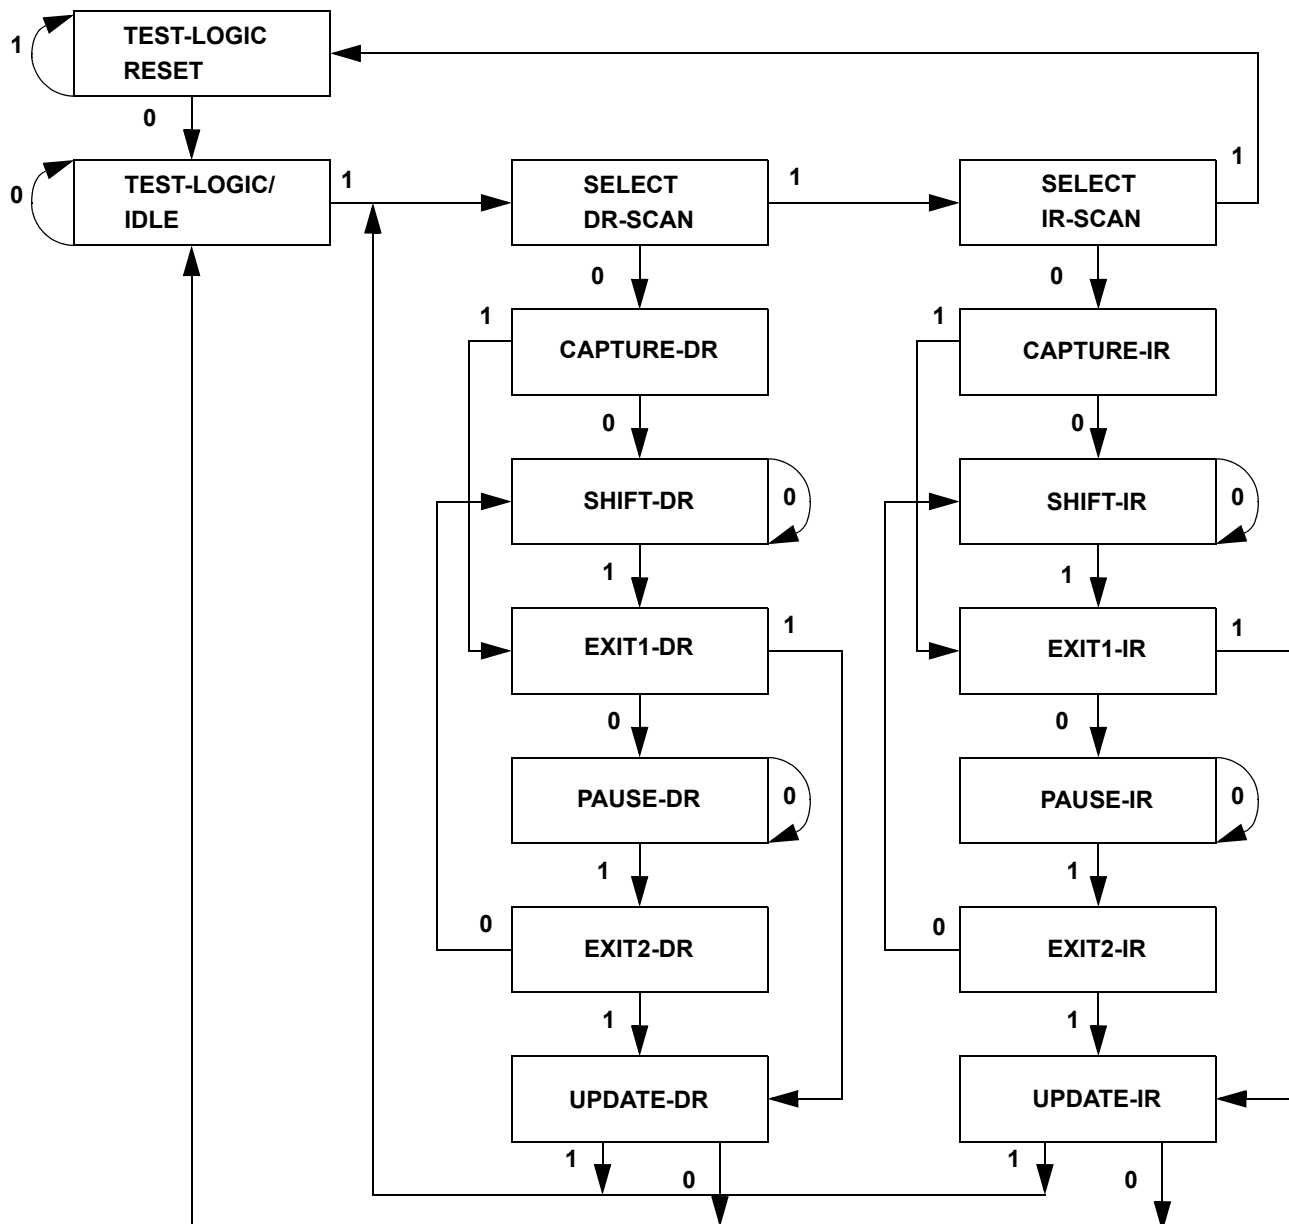 TEST-LOGIC
RESET
1
0
TEST-LOGIC/
IDLE
0
1
SELECT
DR-SCAN
1
SELECT
IR-SCAN
1
0
0
1
CAPTURE-DR
1
CAPTURE-IR
0
0
SHIFT-DR
0
SHIFT-IR
0
1
1
EXIT1-DR
1
EXIT1-IR
1
0
0
PAUSE-DR
0
PAUSE-IR
0
1
1
0
EXIT2-DR
0
EXIT2-IR
1
1
UPDATE-DR
UPDATE-IR
1
0
1
0